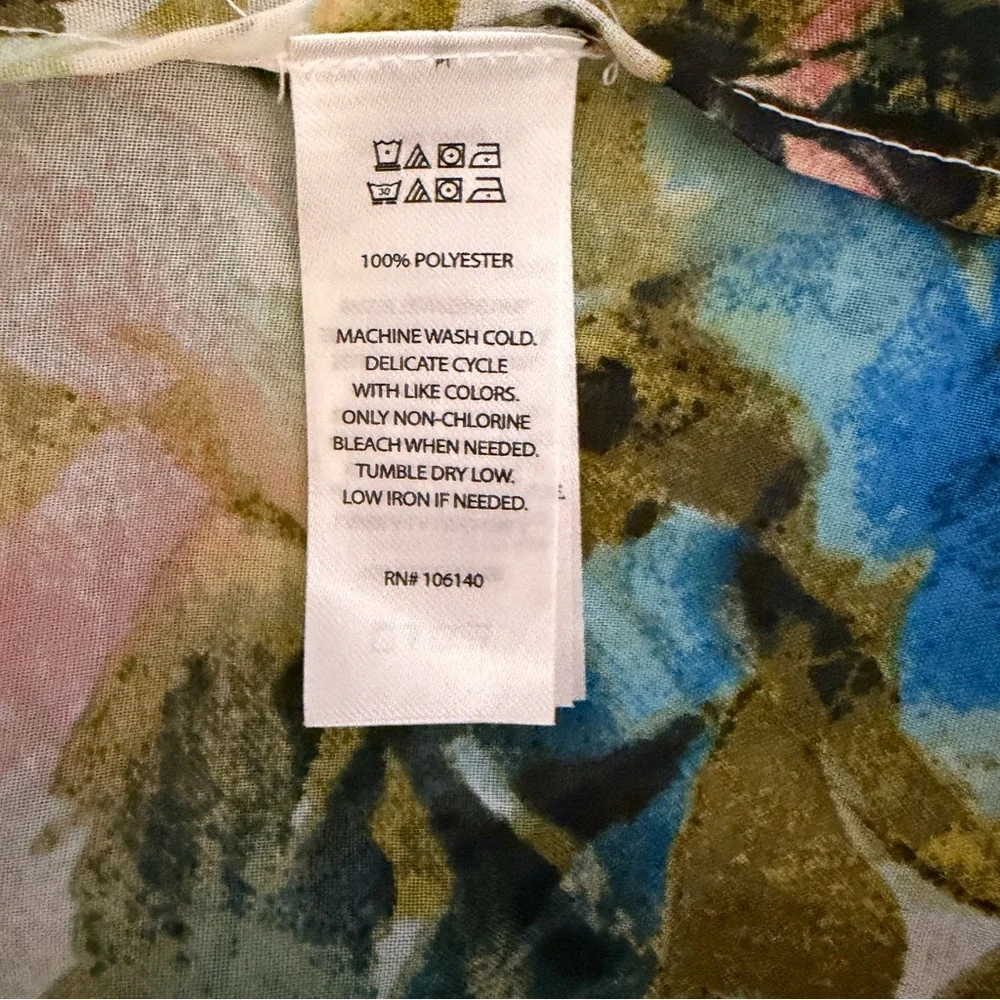 30
100% POLYESTER
MACHINE WASH COLD.
DELICATE CYCLE
WITH LIKE COLORS.
ONLY NON-CHLORINE
BLEACH WHEN NEEDED.
TUMBLE DRY LOW.
LOW IRON IF NEEDED.
RN# 106140